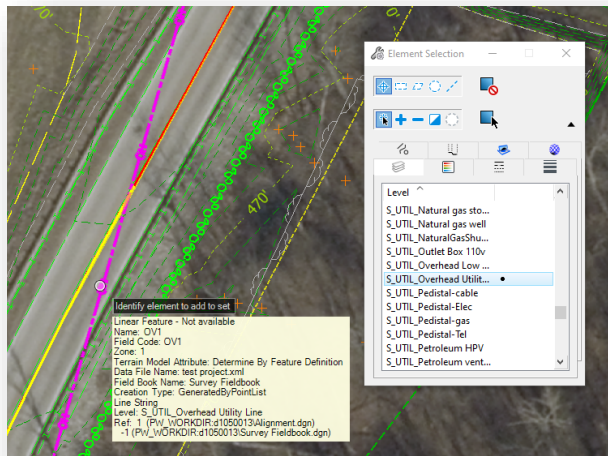 70'
0'
470'
Identify element to add to set
Linear Feature - Not available
Name: OV1
Field Code: OV1
Zone: 1
Terrain Model Attribute: Determine By Feature Definition
Data File Name: test project.xml
Field Book Name: Survey Fieldbook
Creation Type: GeneratedByPointList
Line String
Level: S_UTIL_Overhead Utility Line
Ref: 1 (PW_WORKDIR:d1050013\Alignment.dgn)
-1 (PW_WORKDIR:d1050013\Survey Fieldbook.dgn)
Element Selection
Level
S_UTIL_Natural gas sto...
S_UTIL_Natural gas well
S_UTIL_NaturalGasShu...
S_UTIL_Outlet Box 110v
S_UTIL_Overhead Low ...
S_UTIL_Overhead Utilit...
S_UTIL_Pedistal-cable
S_UTIL_Pedistal-Elec
S_UTIL_Pedistal-gas
S_UTIL_Pedistal-Tel
S_UTIL_Petroleum HPV
S_UTIL_Petroleum vent...